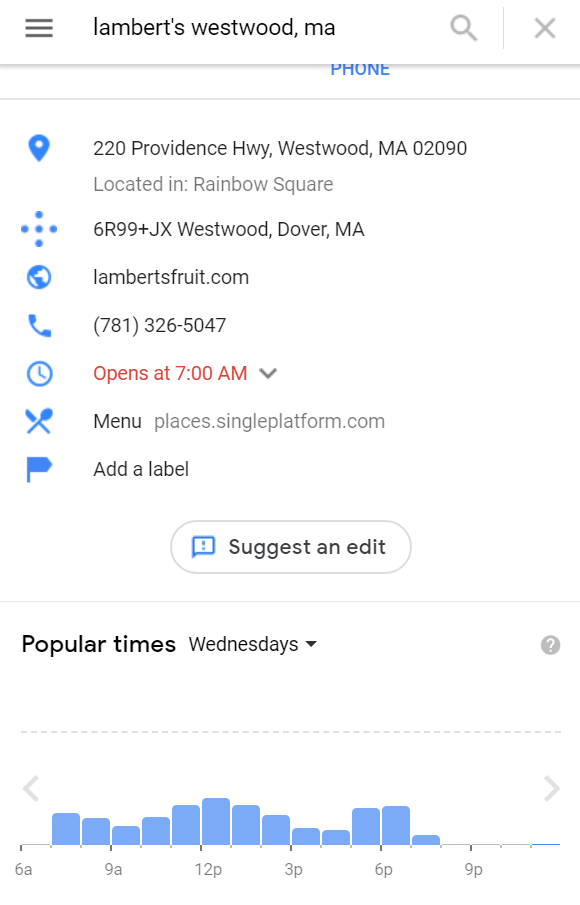 lambert's westwood, ma
PHONE
220 Providence Hwy, Westwood, MA 02090
Located in: Rainbow Square
6R99+JX Westwood, Dover, MA
lambertsfruit.com
(781) 326-5047
Opens at 7:00 AM
Menu places.singleplatform.com
Add a label
Suggest an edit
Popular times Wednesdays
6a 9a 12p 3p 6p 9p